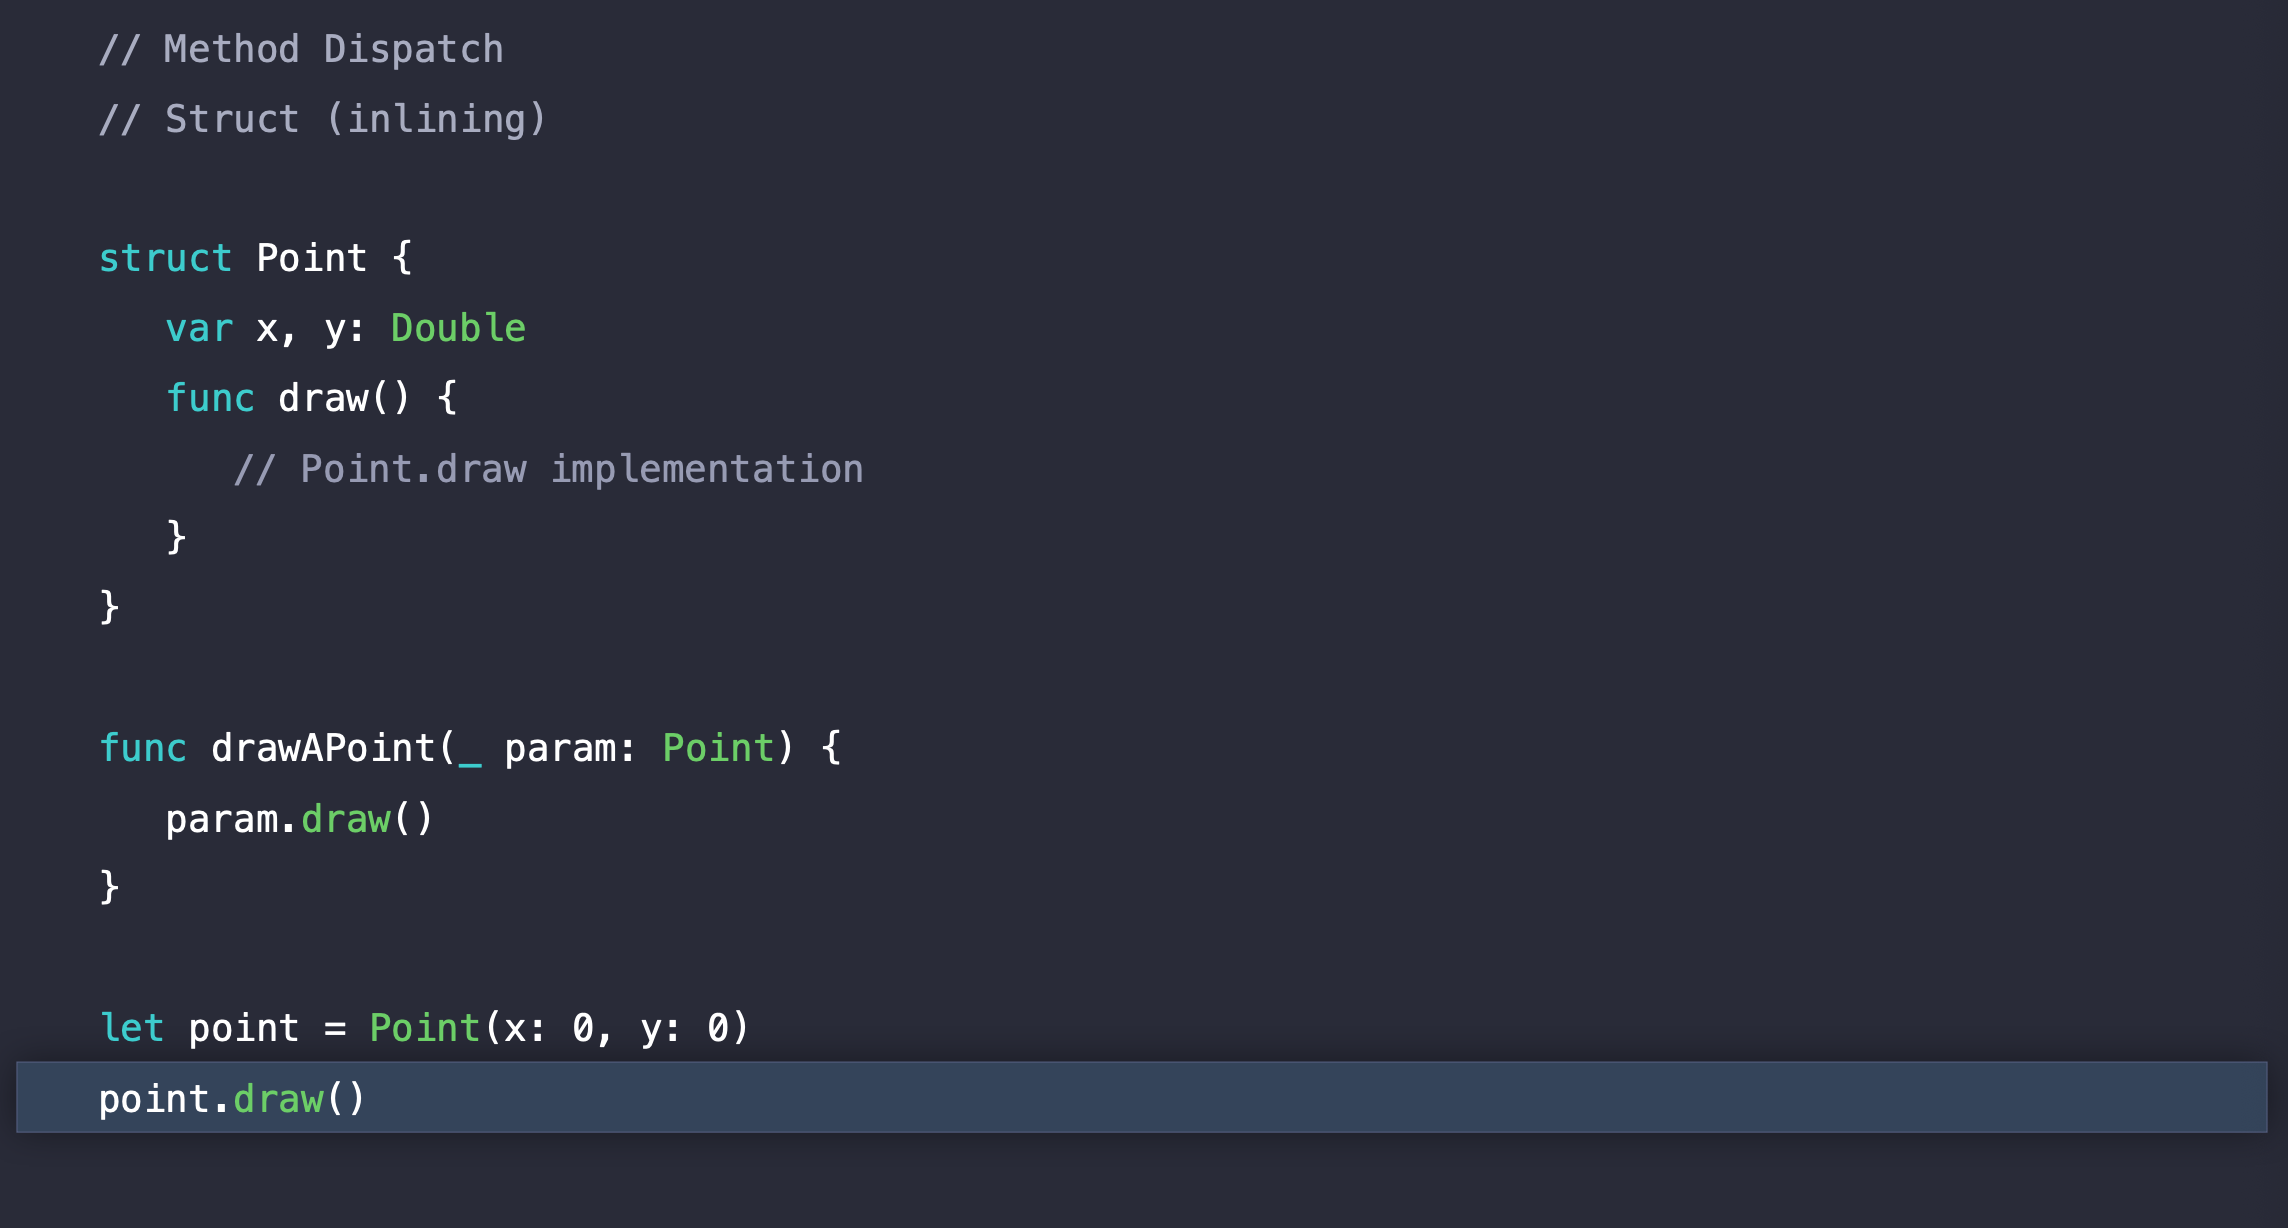 // Method Dispatch
// Struct (inlining)
struct Point {
   var x, y: Double
   func draw() {
      // Point.draw implementation
   }
}
func drawAPoint(_ param: Point) {
   param.draw()
}
let point = Point(x: 0, y: 0)
point.draw()